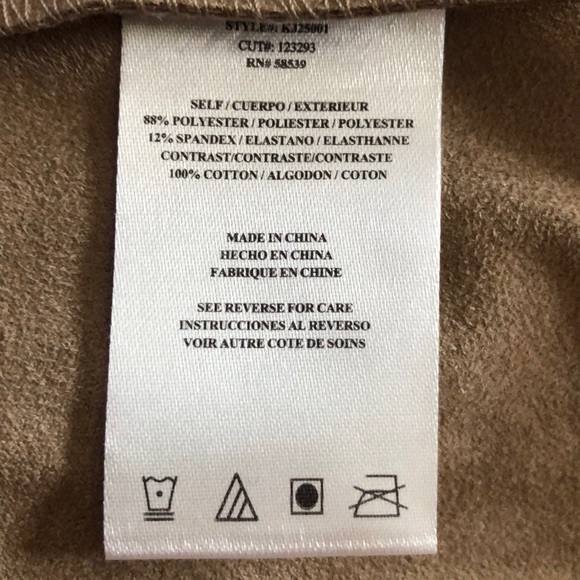 STYLE#: KJ25001
CUT#: 123293
RN# 58539
SELF / CUERPO / EXTERIEUR
88% POLYESTER / POLIESTER / POLYESTER
12% SPANDEX / ELASTANO / ELASTHANNE
CONTRAST/CONTRASTE/CONTRASTE
100% COTTON / ALGODON / COTON
MADE IN CHINA
HECHO EN CHINA
FABRIQUE EN CHINE
SEE REVERSE FOR CARE
INSTRUCCIONES AL REVERSO
VOIR AUTRE COTE DE SOINS